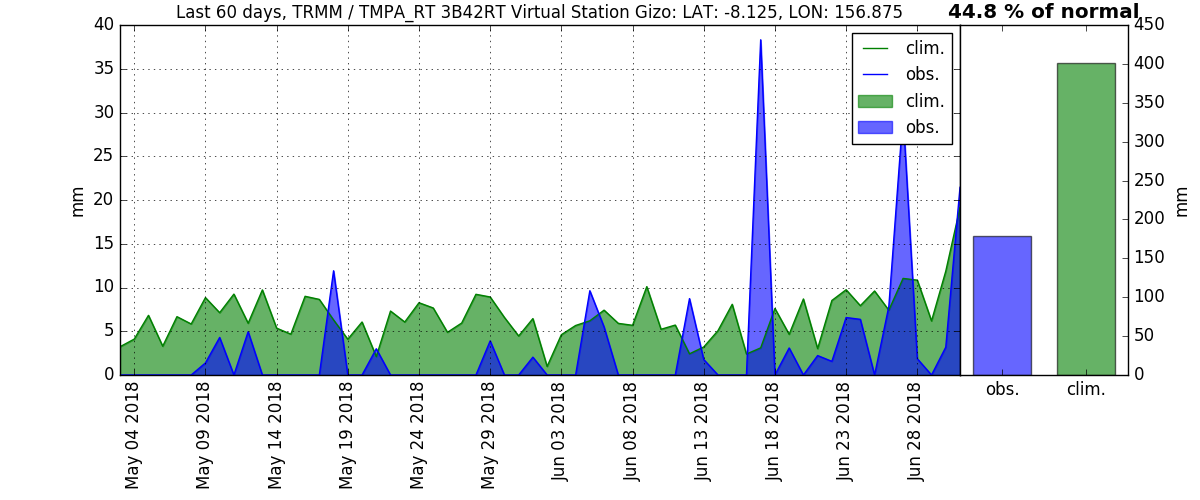 Last 60 days, TRMM / TMPA_RT 3B42RT Virtual Station Gizo: LAT: -8.125, LON: 156.875
44.8 % of normal
40
35
30
25
20
15
10
5
0
mm
clim.
obs.
clim.
obs.
450
400
350
300
250
200
150
100
50
0
mm
May 04 2018
May 09 2018
May 14 2018
May 19 2018
May 24 2018
May 29 2018
Jun 03 2018
Jun 08 2018
Jun 13 2018
Jun 18 2018
Jun 23 2018
Jun 28 2018
obs.
clim.